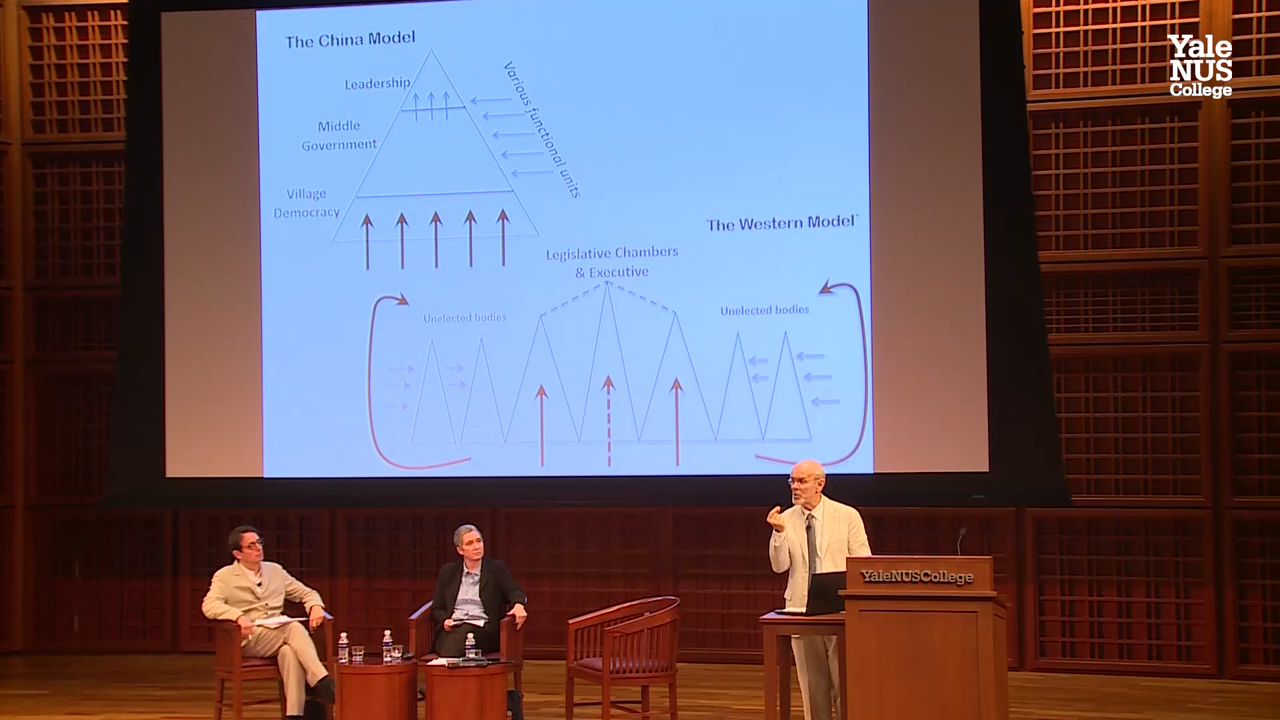 The China Model
Leadership
Middle
Government
Village
Democracy
Various functional units
The Western Model
Legislative Chambers
& Executive
Unelected bodies
Unelected bodies
YaleNUSCollege
Yale
NUS
College